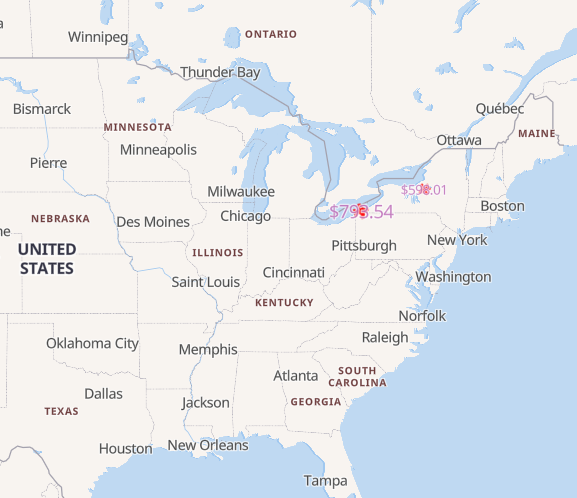 ONTARIO
Winnipeg
Thunder Bay
Bismarck
Québec
MINNESOTA
MAINE
Ottawa
Minneapolis
Pierre
Milwaukee
Boston
NEBRASKA
Des Moines
Chicago
New York
Pittsburgh
UNITED
STATES
ILLINOIS
Cincinnati
Washington
Saint Louis
KENTUCKY
Norfolk
Raleigh
Oklahoma City
Memphis
SOUTH
CAROLINA
Atlanta
Dallas
Jackson
GEORGIA
TEXAS
New Orleans
Houston
Tampa